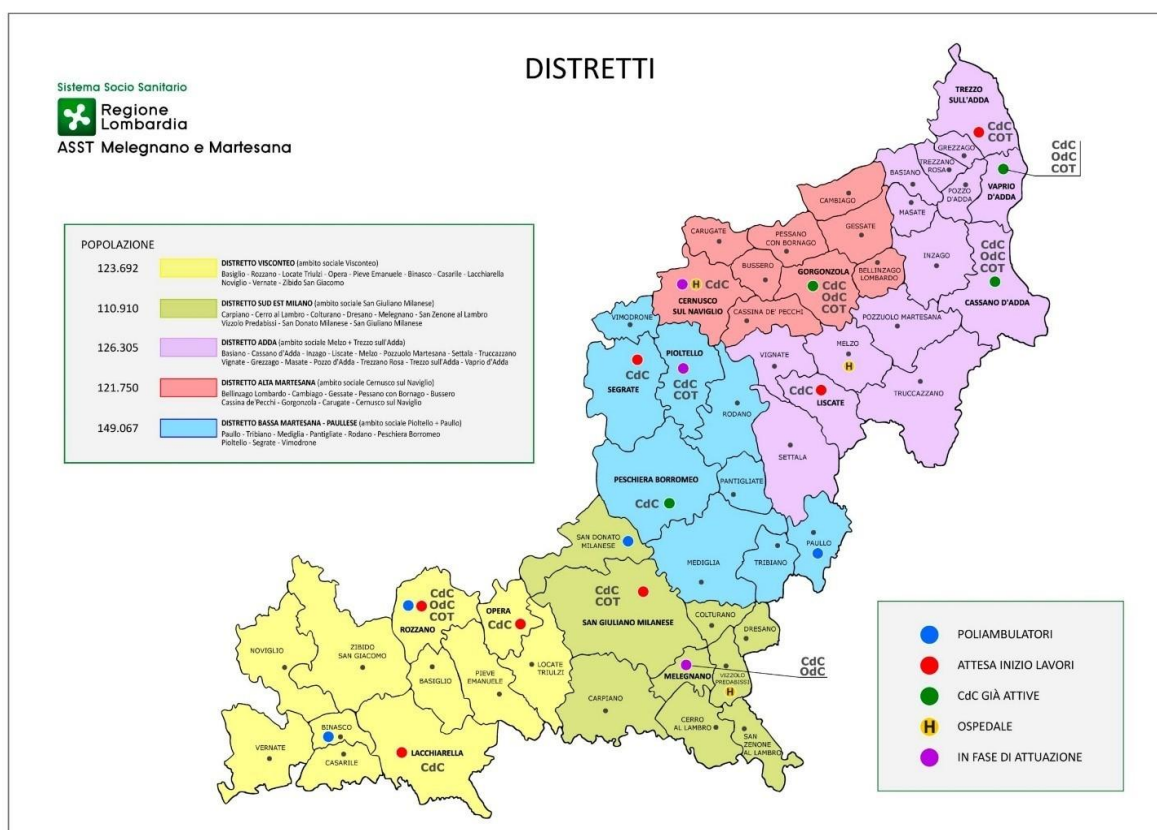 DISTRETTI
Sistema Socio Sanitario
Regione
Lombardia
ASST Melegnano e Martesana
POPOLAZIONE
123.692
DISTRETTO VISCONTEO (ambito sociale Visconteo)
Basiglio - Rozzano - Locate Triulzi - Opera - Pieve Emanuele - Binasco - Casarile - Lacchiarella
Noviglio - Vernate - Zibido San Giacomo
110.910
DISTRETTO SUD EST MILANO (ambito sociale San Giuliano Milanese)
Carpiano - Cerro al Lambro - Colturano - Dresano - Melegnano - San Zenone al Lambro
Vizzolo Predabissi - San Donato Milanese - San Giuliano Milanese
126.305
DISTRETTO ADDA (ambito sociale Melzo + Trezzo sull'Adda)
Basiano - Cassano d'Adda - Inzago - Liscate - Melzo - Pozzuolo Martesana - Settala - Truccazzano
Vignate - Grezzago - Masate - Pozzo d'Adda - Trezzano Rosa - Trezzo sull'Adda - Vaprio d'Adda
121.750
DISTRETTO ALTA MARTESANA (ambito sociale Cernusco sul Naviglio)
Bellinzago Lombardo - Cambiago - Gessate - Pessano con Bornago - Bussero
Cassina de'Pecchi - Gorgonzola - Carugate - Cernusco sul Naviglio
149.067
DISTRETTO BASSA MARTESANA - PAULLESE (ambito sociale Pioltello + Paullo)
Paullo - Tribiano - Mediglia - Pantigliate - Rodano - Peschiera Borromeo
Pioltello - Segrate - Vimodrone
TREZZO
SULL'ADDA
CdC
COT
GREZZAGO
TREZZANO
ROSA
BASIANO
POZZO
D'ADDA
MASATE
VAPRIO
D'ADDA
CdC
OdC
COT
CAMBIAGO
CARUGATE
PESSANO
CON BORNAGO
GESSATE
BUSSERO
GORGONZOLA
CdC
OdC
COT
BELLINZAGO
LOMBARDO
INZAGO
CdC
OdC
COT
CASSANO D'ADDA
H
CdC
CERNUSCO
SUL NAVIGLIO
CASSINA DE' PECCHI
POZZUOLO MARTESANA
VIMODRONE
PIOLTELLO
CdC
COT
CdC
SEGRATE
VIGNATE
MELZO
H
CdC
LISCATE
TRUCCAZZANO
RODANO
SETTALA
PESCHIERA BORROMEO
CdC
PANTIGLIATE
SAN DONATO
MILANESE
MEDIGLIA
TRIBIANO
PAULLO
CdC
COT
SAN GIULIANO MILANESE
COLTURANO
DRESANO
MELEGNANO
CdC
OdC
VIZZOLO
PREDABISSI
H
CARPIANO
CERRO
AL LAMBRO
SAN
ZENONE
AL LAMBRO
CdC
OdC
COT
ROZZANO
OPERA
CdC
NOVIGLIO
ZIBIDO
SAN GIACOMO
BASIGLIO
PIEVE
EMANUELE
LOCATE
TRIULZI
VERNATE
BINASCO
CASARILE
LACCHIARELLA
CdC
POLIAMBULATORI
ATTESA INIZIO LAVORI
CdC GIÀ ATTIVE
H
OSPEDALE
IN FASE DI ATTUAZIONE